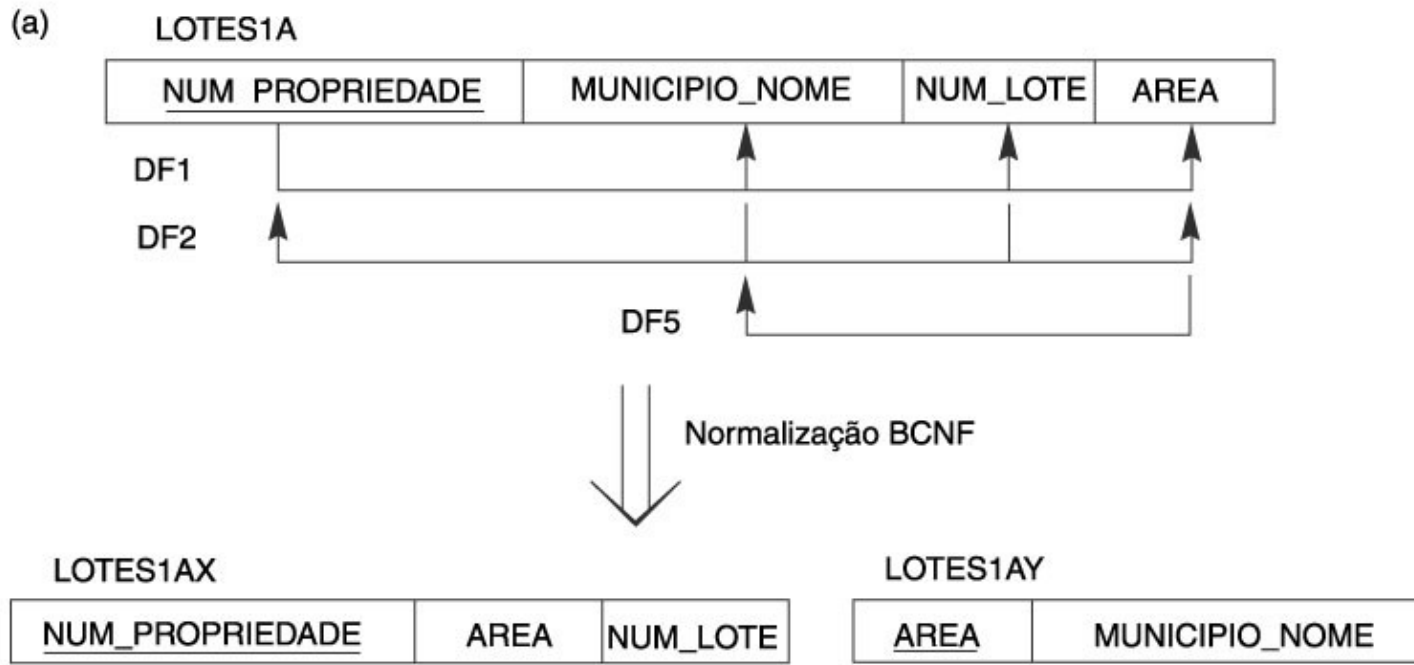 (a)
LOTES1A
NUM PROPRIEDADE MUNICIPIO_NOME NUM_LOTE AREA
DF1
DF2
DF5
Normalização BCNF
LOTES1AX LOTES1AY
NUM_PROPRIEDADE AREA NUM_LOTE AREA MUNICIPIO_NOME